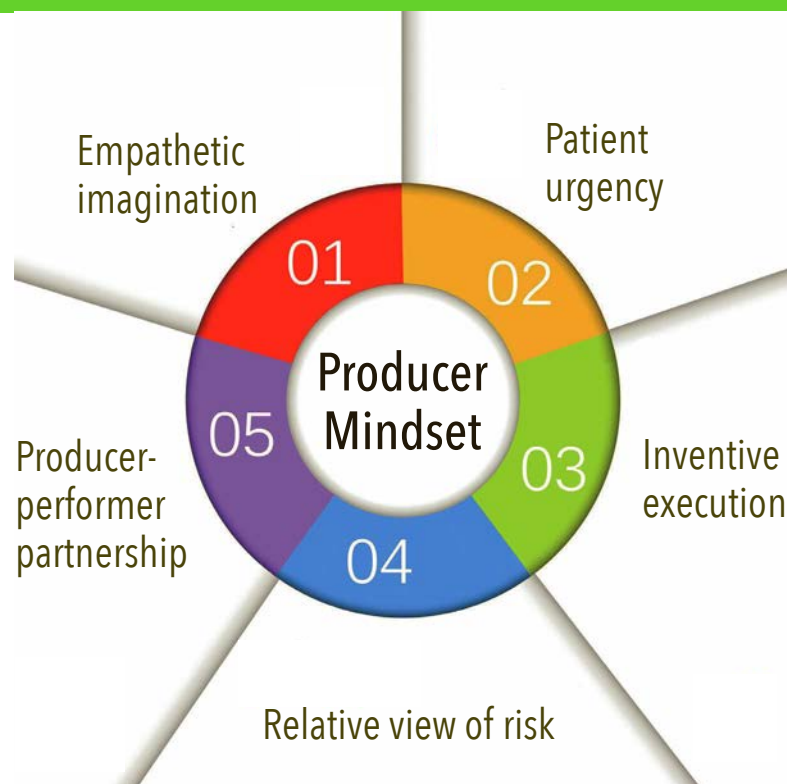 Empathetic
imagination
01
Patient
urgency
02
Inventive
execution
03
Relative view of risk
04
Producer-
performer
partnership
05
Producer
Mindset